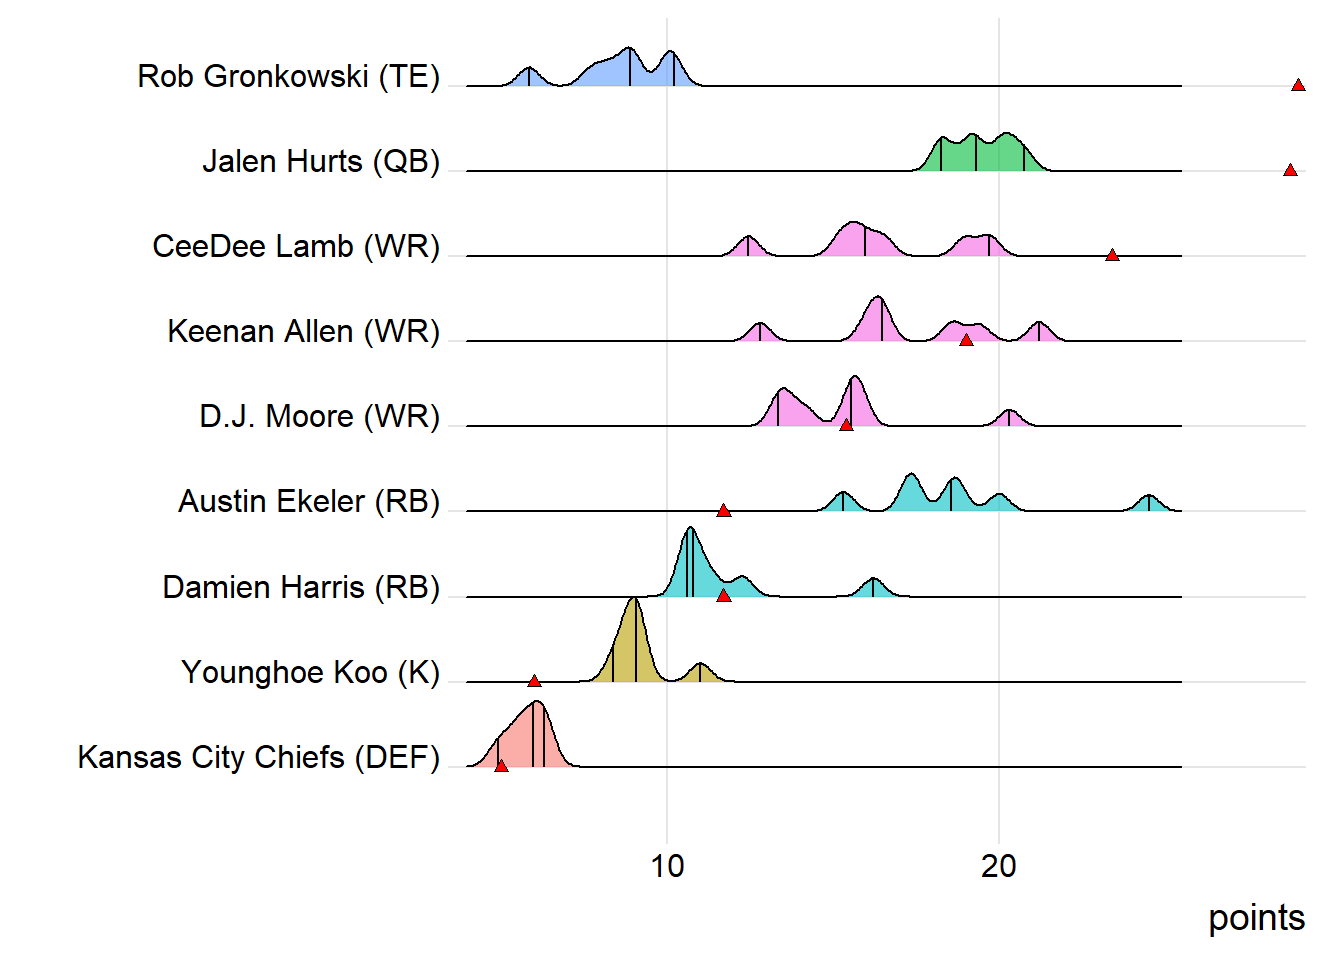 Rob Gronkowski (TE)
Jalen Hurts (QB)
CeeDee Lamb (WR)
Keenan Allen (WR)
D.J. Moore (WR)
Austin Ekeler (RB)
Damien Harris (RB)
Younghoe Koo (K)
Kansas City Chiefs (DEF)
10 20
points